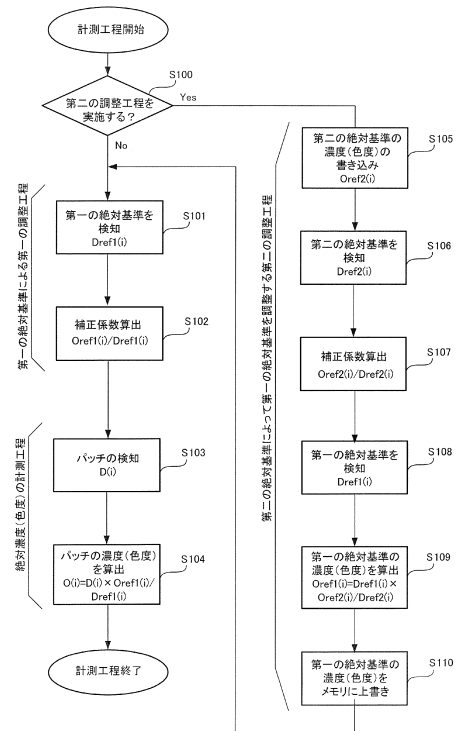 計測工程開始
S100
第二の調整工程を
実施する?
Yes
No
第一の絶対基準による第一の調整工程
第一の絶対基準を
検知
Dref1(i)
S101
補正係数算出
Oref1(i)/Dref1(i)
S102
絶対濃度(色度)の計測工程
パッチの検知
D(i)
S103
パッチの濃度(色度)
を算出
O(i)=D(i)×Oref1(i)/
Dref1(i)
S104
計測工程終了
第二の絶対基準によって第一の絶対基準を調整する第二の調整工程
第二の絶対基準の
濃度(色度)の
書き込み
Oref2(i)
S105
第二の絶対基準を
検知
Dref2(i)
S106
補正係数算出
Oref2(i)/Dref2(i)
S107
第一の絶対基準を
検知
Dref1(i)
S108
第一の絶対基準の
濃度(色度)を算出
Oref1(i)=Dref1(i)×
Oref2(i)/Dref2(i)
S109
第一の絶対基準の
濃度(色度)を
メモリに上書き
S110